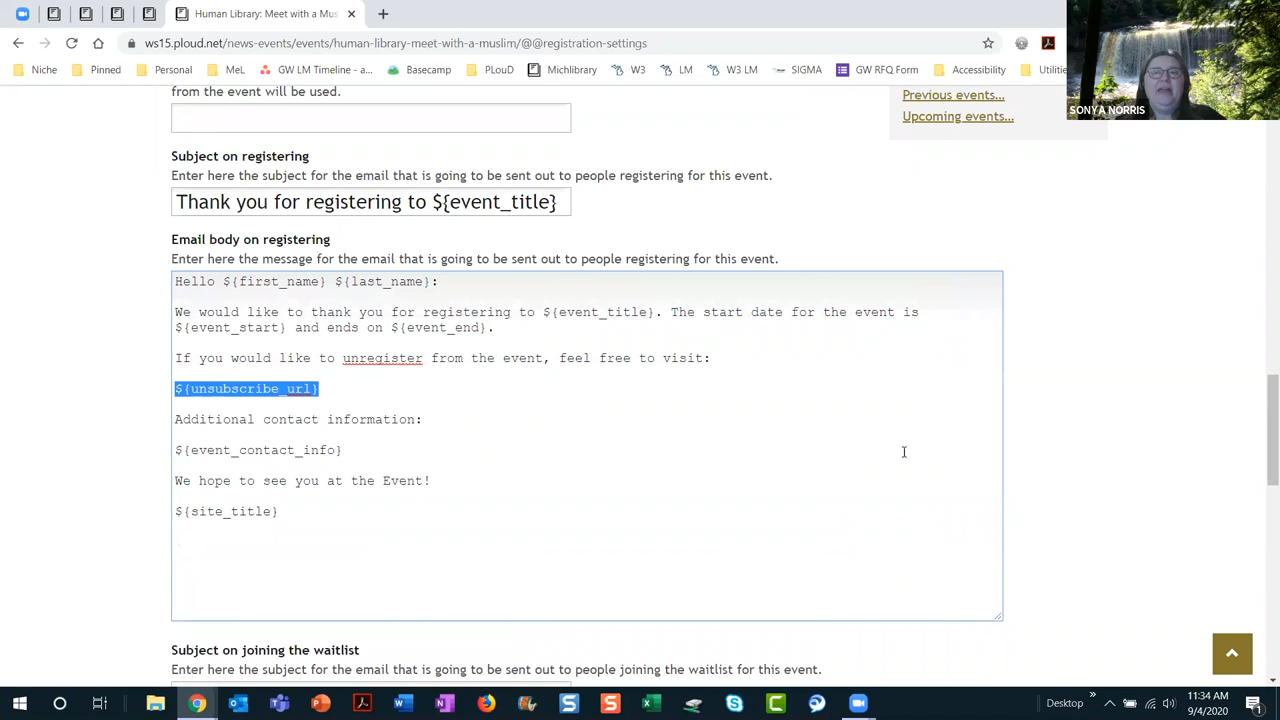 Human Library: Meet with a Mus
ws15.ploud.net/news-events/events/human-library-meet-with-a-muslim/@@registration-settings
Niche
Pinned
Personal
MeL
GW LM Timeline - as...
Basecamp
PLouD
Michlibrary
W3
LM
W3 LM
SIGMA
GW RFQ Form
Accessibility
Utilitie
SONYA NORRIS
from the event will be used.
Previous events...
Upcoming events...
Subject on registering
Enter here the subject for the email that is going to be sent out to people registering for this event.
Thank you for registering to ${event_title}
Email body on registering
Enter here the message for the email that is going to be sent out to people registering for this event.
Hello ${first_name} ${last_name}:
We would like to thank you for registering to ${event_title}. The start date for the event is
${event_start} and ends on ${event_end}.
If you would like to unregister from the event, feel free to visit:
${unsubscribe_url}
Additional contact information:
${event_contact_info}
We hope to see you at the Event!
${site_title}
Subject on joining the waitlist
Enter here the subject for the email that is going to be sent out to people joining the waitlist for this event.
Desktop
11:34 AM
9/4/2020